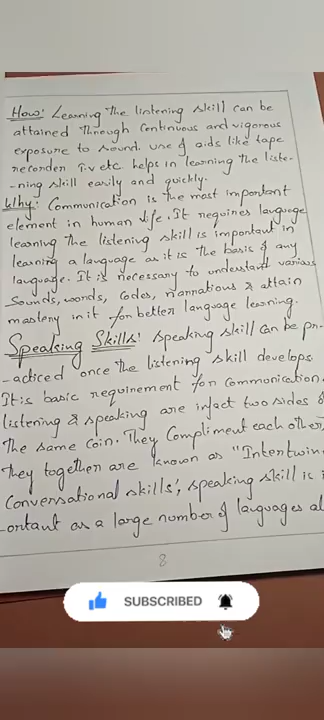 How: Learning the lintening skill can be
attained through continuous and vigorous
exposure to sound. use of aids like tape
recorder T.v etc helps in learning the liste-
-ning skill easily and quickly.
Why: Communication is the most important
element in human life. It requires language
learning the listening skill is important in
learning a language as it is the basis of any
language. It is necessary to understant various
Sounds, words, Codes, narrations & attain
mastery in it for better language learning.
Speaking Skills: Speaking skill can be pr-
-acticed once the listening skill develops
It is basic requirement for communication.
listening & speaking are infact two sides of
the same coin. They Compliment each other,
they together are known as "Intertwin
Conversational skills', speaking skill is i
-ortant as a large number of languages al
8
SUBSCRIBED